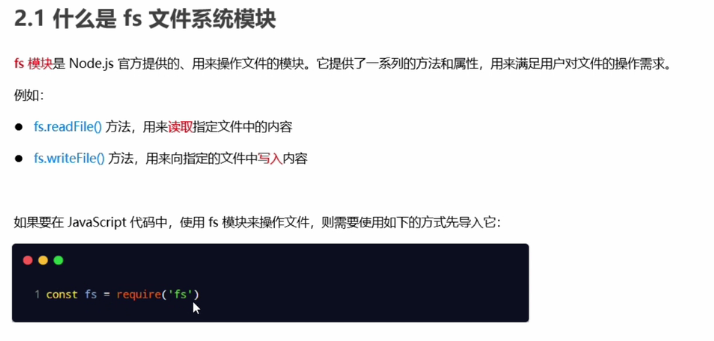 2.1 什么是 fs 文件系统模块
fs 模块是 Node.js 官方提供的、用来操作文件的模块。它提供了一系列的方法和属性，用来满足用户对文件的操作需求。
例如：
● fs.readFile() 方法，用来读取指定文件中的内容
● fs.writeFile() 方法，用来向指定的文件中写入内容
如果要在 JavaScript 代码中，使用 fs 模块来操作文件，则需要使用如下的方式先导入它：
1 const fs = require('fs')